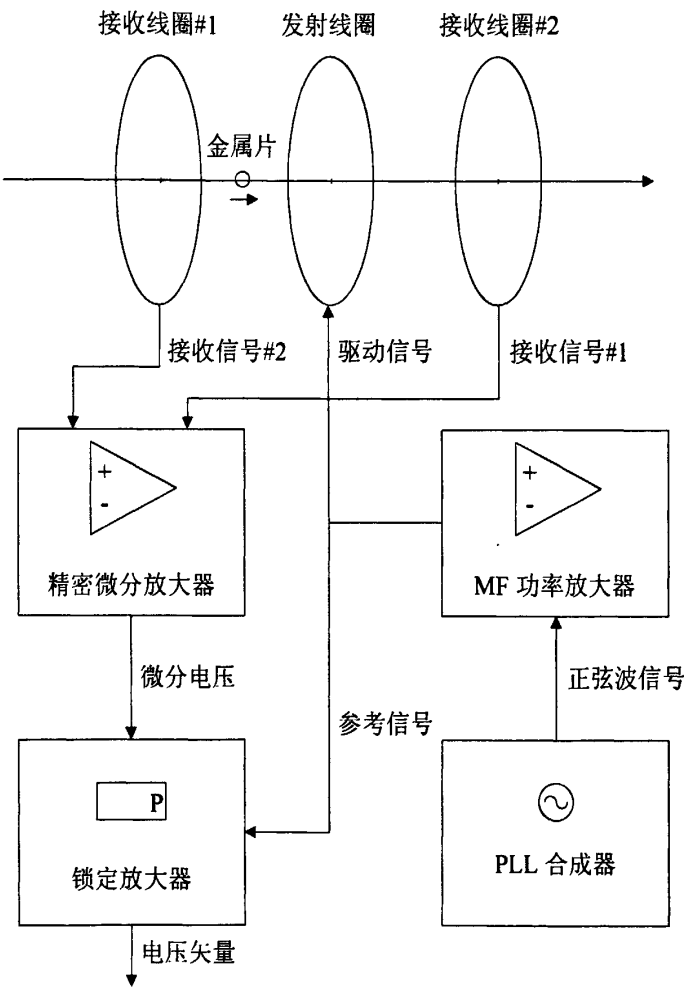 接收线圈#1
发射线圈
接收线圈#2
金属片
接收信号#2
驱动信号
接收信号#1
+
-
精密微分放大器
+
-
MF 功率放大器
微分电压
正弦波信号
参考信号
P
锁定放大器
PLL 合成器
电压矢量